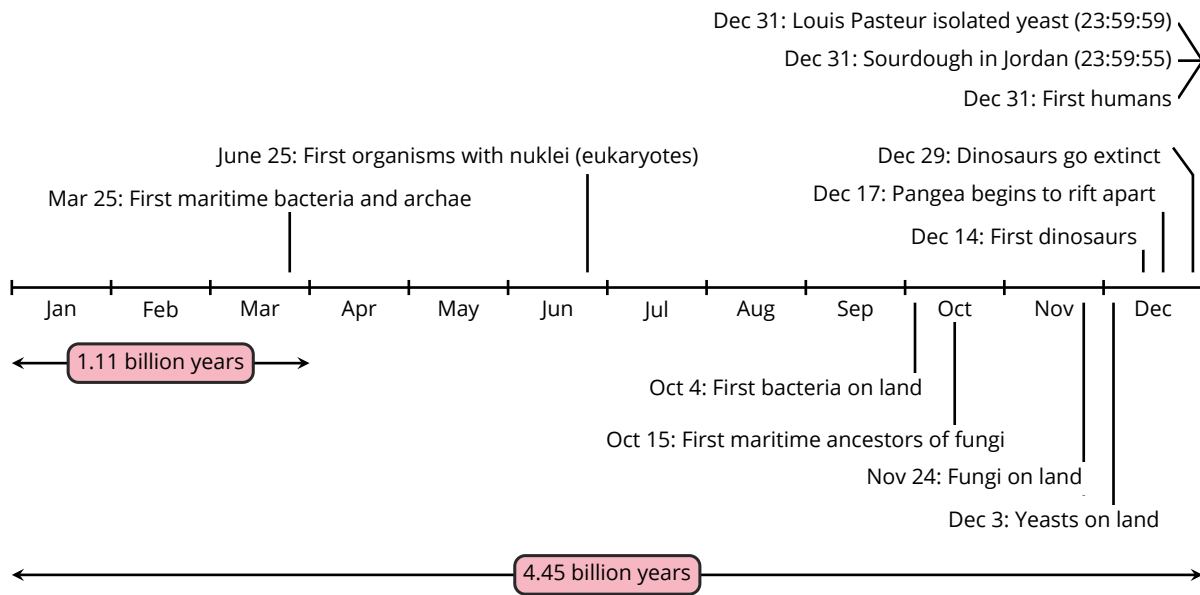 Dec 31: Louis Pasteur isolated yeast (23:59:59)
Dec 31: Sourdough in Jordan (23:59:55)
Dec 31: First humans
June 25: First organisms with nuklei (eukaryotes)
Dec 29: Dinosaurs go extinct
Mar 25: First maritime bacteria and archae
Dec 17: Pangea begins to rift apart
Dec 14: First dinosaurs
Jan
Feb
Mar
Apr
May
Jun
Jul
Aug
Sep
Oct
Nov
Dec
1.11 billion years
Oct 4: First bacteria on land
Oct 15: First maritime ancestors of fungi
Nov 24: Fungi on land
Dec 3: Yeasts on land
4.45 billion years